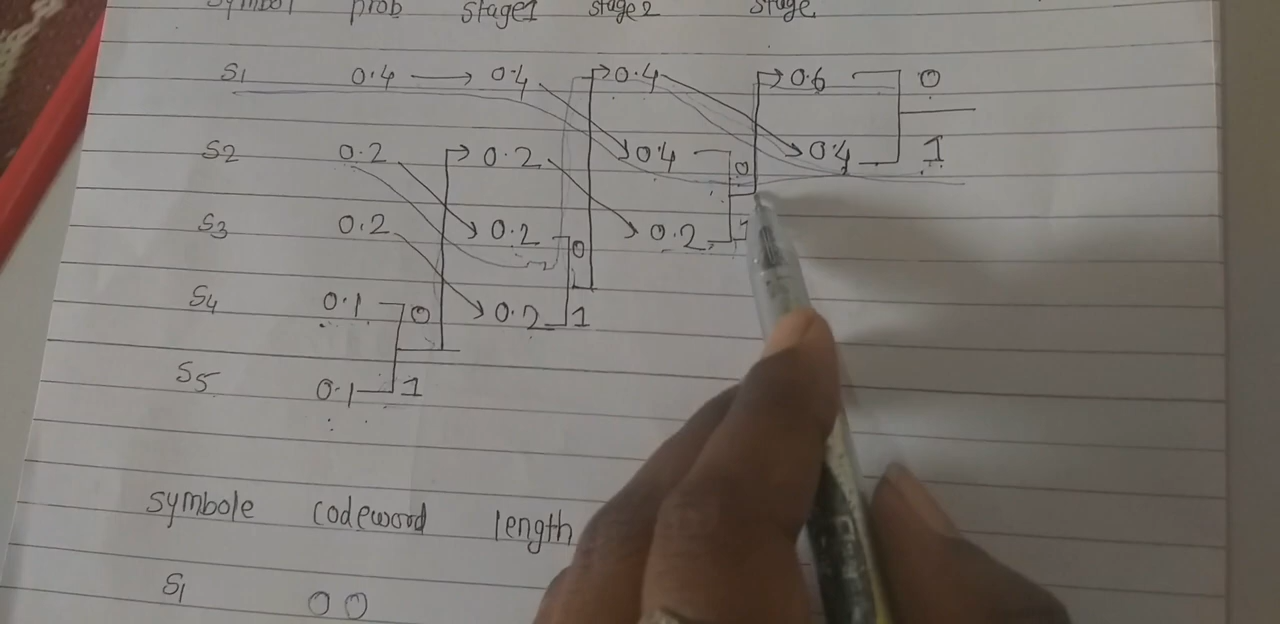 symbol prob stage1 stage2 stage
S1 0.4 → 0.4 0.4 0.6 0
S2 0.2 0.2 0.4 0 0.4 1
S3 0.2 0.2 0 0.2 1
S4 0.1 0 0.2 1
S5 0.1 1
symbole codeword length
S1 00